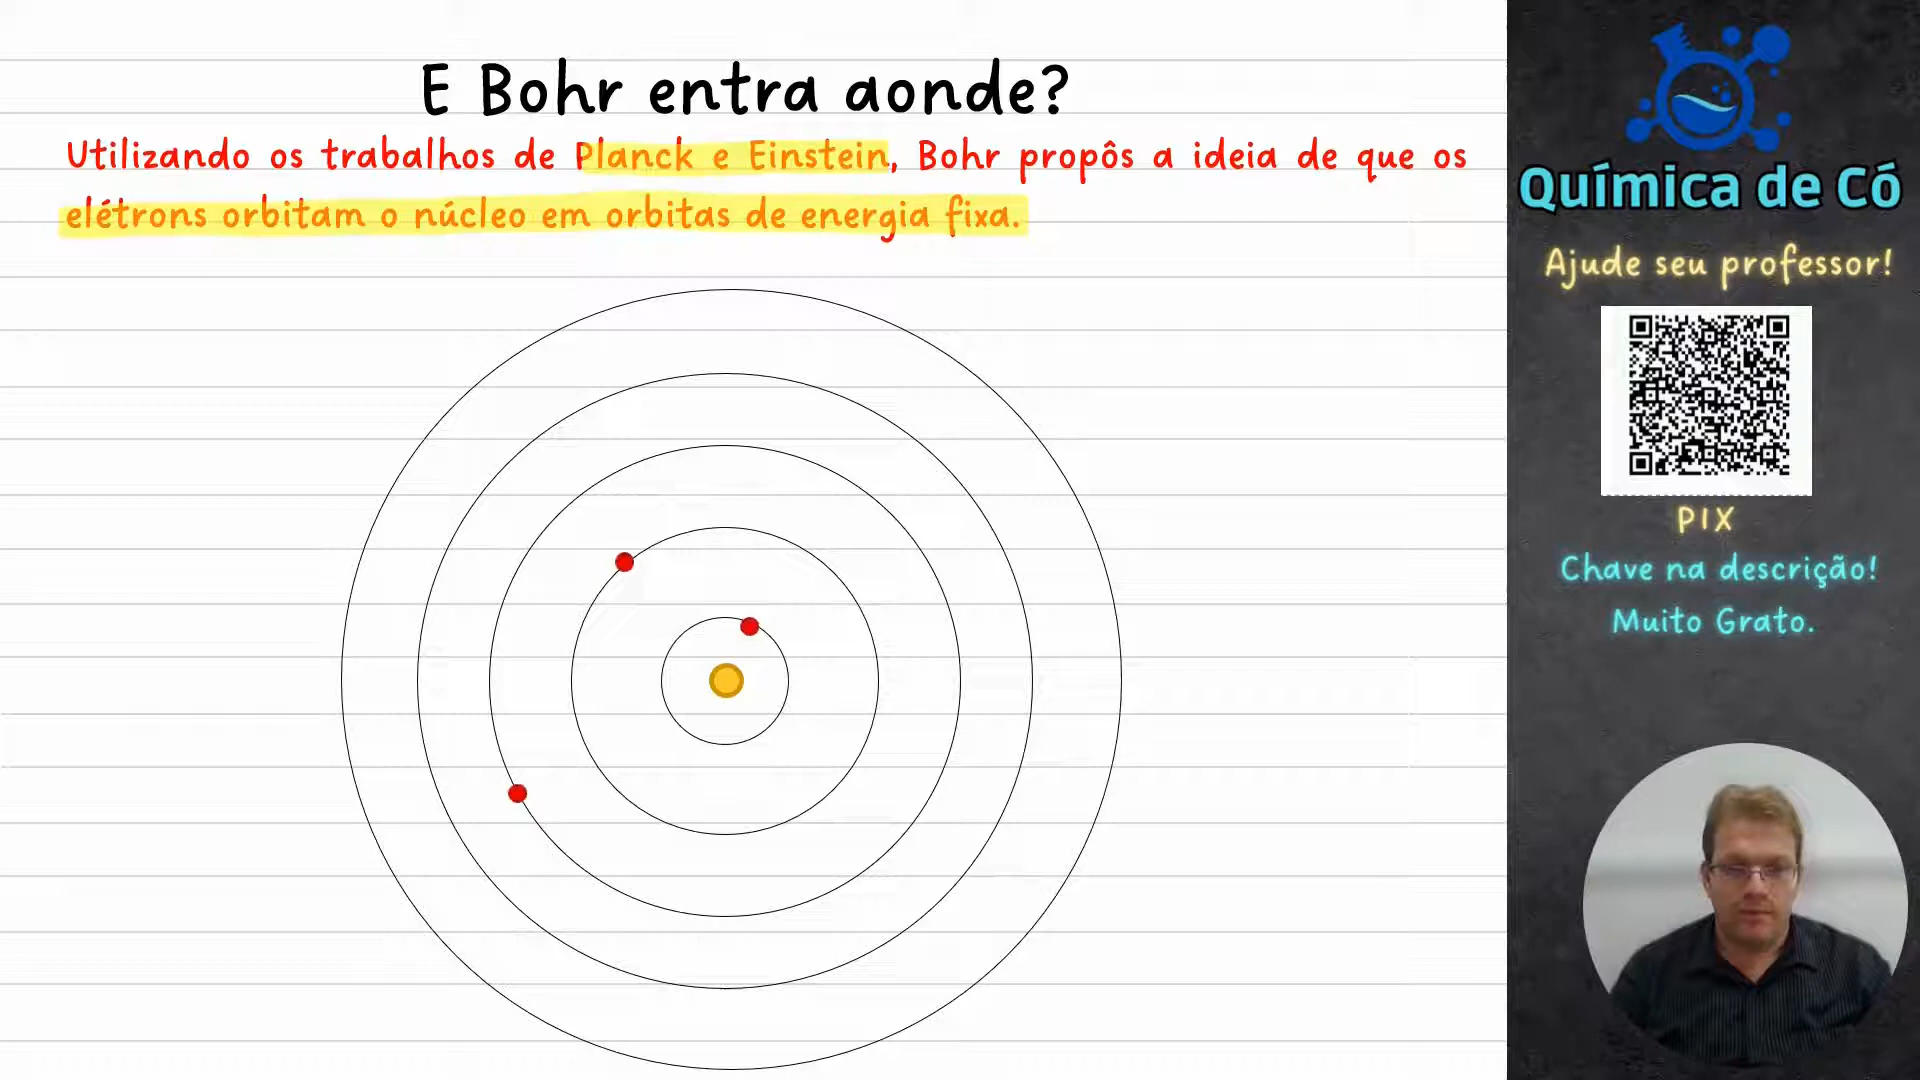 E Bohr entra aonde?
Utilizando os trabalhos de Planck e Einstein, Bohr propôs a ideia de que os
elétrons orbitam o núcleo em orbitas de energia fixa.
Química de Có
Ajude seu professor!
PIX
Chave na descrição!
Muito Grato.